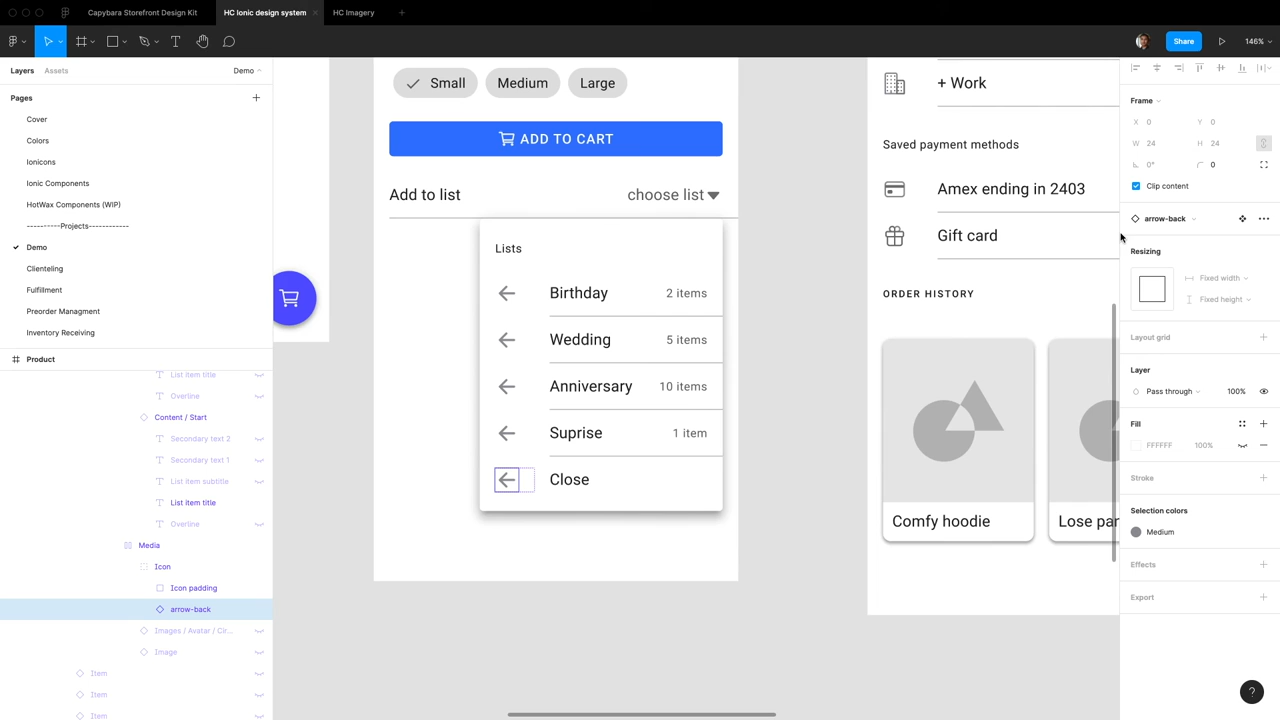 Capybara Storefront Design Kit
HC Ionic design system
HC Imagery
Share
146%
Layers
Assets
Demo
Pages
Cover
Colors
Ionicons
Ionic Components
HotWax Components (WIP)
----------Projects------------
Demo
Clienteling
Fulfillment
Preorder Managment
Inventory Receiving
Product
List item title
Overline
Content / Start
Secondary text 2
Secondary text 1
List item subtitle
List item title
Overline
Media
Icon
Icon padding
arrow-back
Images / Avatar / Cir...
Image
Item
Item
Item
Small
Medium
Large
ADD TO CART
Add to list
choose list
Lists
Birthday
2 items
Wedding
5 items
Anniversary
10 items
Suprise
1 item
Close
+ Work
Saved payment methods
Amex ending in 2403
Gift card
ORDER HISTORY
Comfy hoodie
Lose par
Frame
X 0
Y 0
W 24
H 24
0°
0
Clip content
arrow-back
Resizing
Fixed width
Fixed height
Layout grid
Layer
Pass through
100%
Fill
FFFFFF
100%
Stroke
Selection colors
Medium
Effects
Export
?